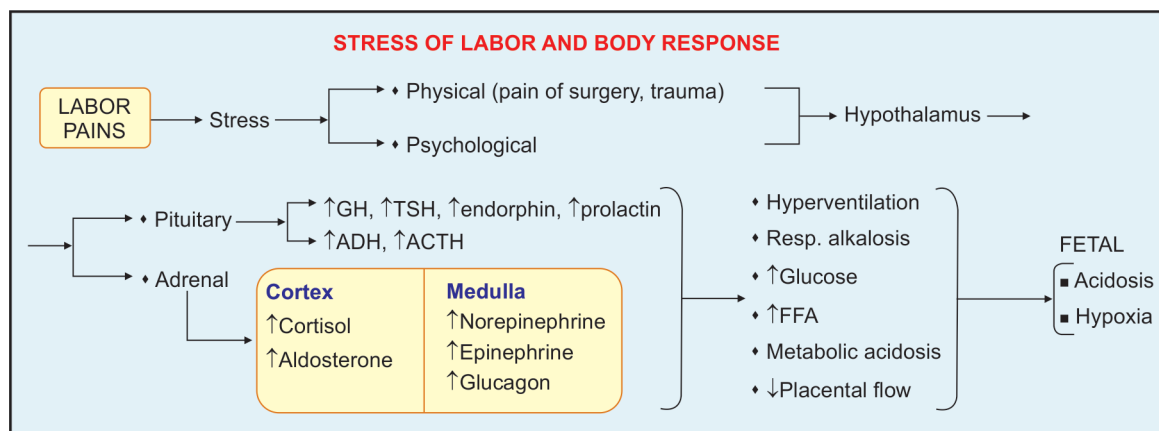 STRESS OF LABOR AND BODY RESPONSE
LABOR
PAINS
Stress
♦ Physical (pain of surgery, trauma)
♦ Psychological
Hypothalamus
♦ Pituitary
↑GH, ↑TSH, ↑endorphin, ↑prolactin
↑ADH, ↑ACTH
♦ Adrenal
Cortex
↑Cortisol
↑Aldosterone
Medulla
↑Norepinephrine
↑Epinephrine
↑Glucagon
♦ Hyperventilation
♦ Resp. alkalosis
♦ ↑Glucose
♦ ↑FFA
♦ Metabolic acidosis
♦ ↓Placental flow
FETAL
■ Acidosis
■ Hypoxia